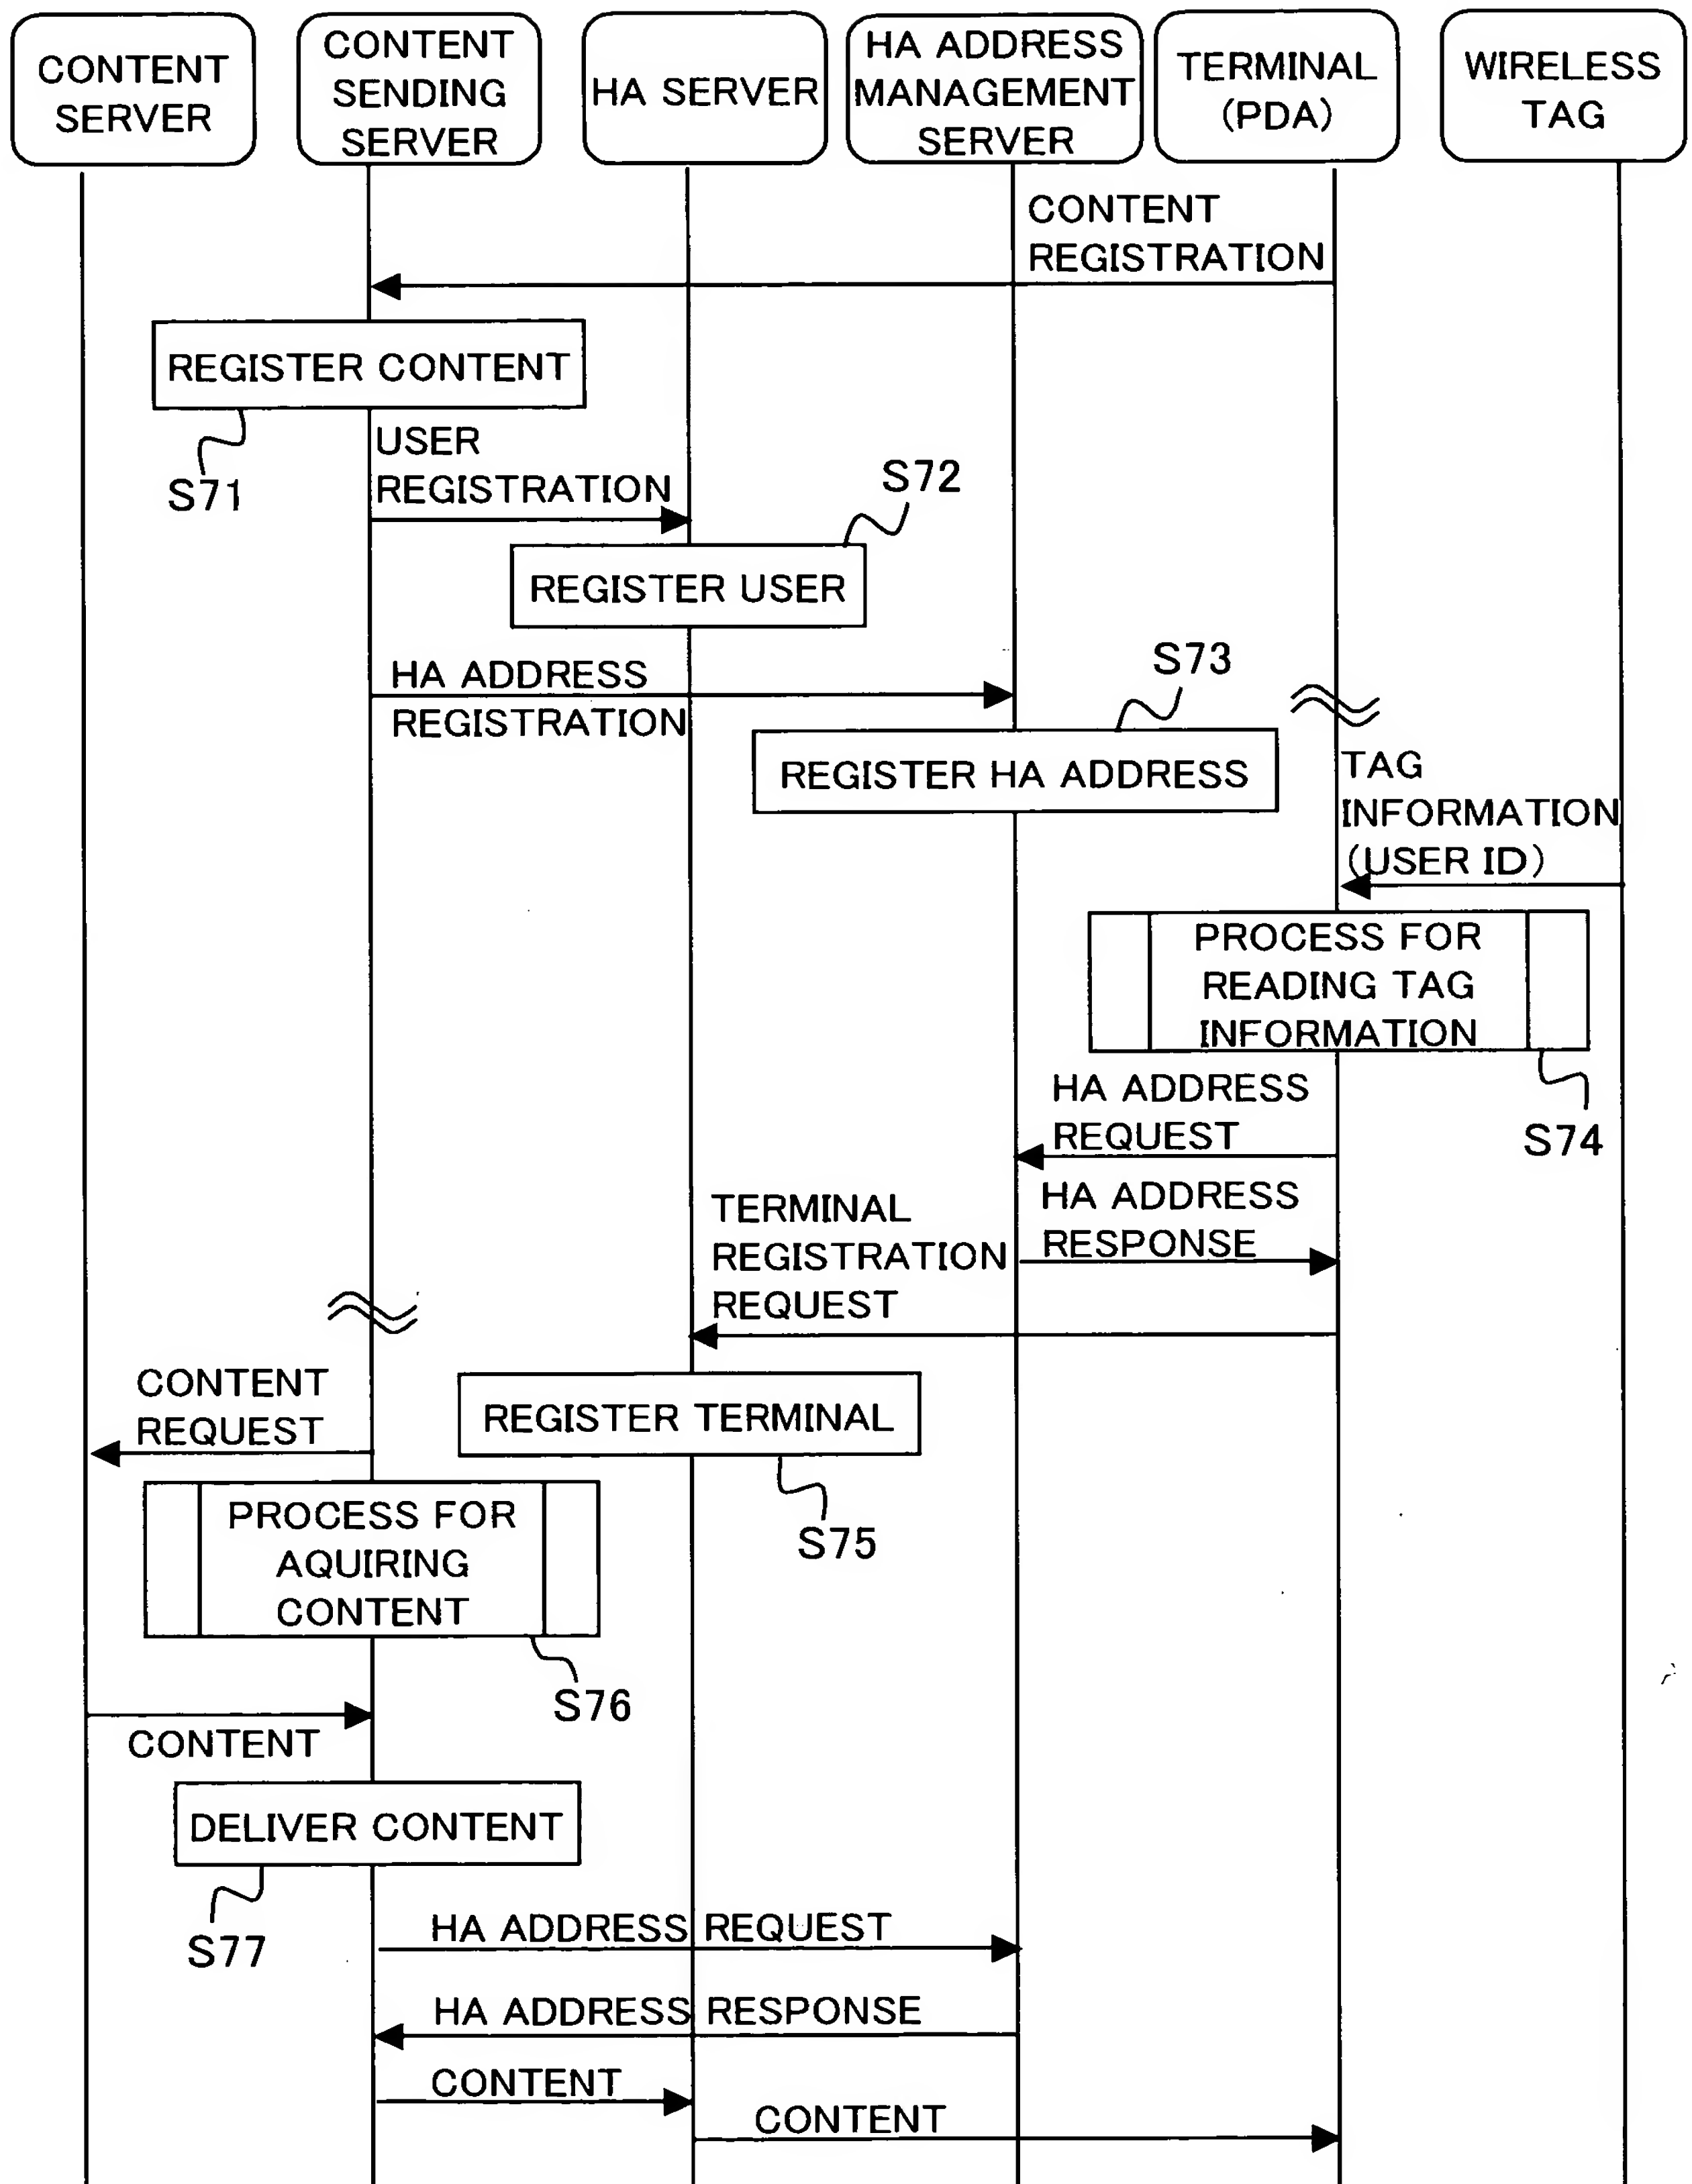 CONTENT
SERVER
CONTENT
SENDING
SERVER
HA SERVER
HA ADDRESS
MANAGEMENT
SERVER
TERMINAL
(PDA)
WIRELESS
TAG
CONTENT
REGISTRATION
REGISTER CONTENT
S71
USER
REGISTRATION
S72
REGISTER USER
HA ADDRESS
REGISTRATION
S73
REGISTER HA ADDRESS
TAG
INFORMATION
(USER ID)
PROCESS FOR
READING TAG
INFORMATION
S74
HA ADDRESS
REQUEST
HA ADDRESS
RESPONSE
TERMINAL
REGISTRATION
REQUEST
REGISTER TERMINAL
S75
CONTENT
REQUEST
PROCESS FOR
AQUIRING
CONTENT
S76
CONTENT
DELIVER CONTENT
S77
HA ADDRESS REQUEST
HA ADDRESS RESPONSE
CONTENT
CONTENT